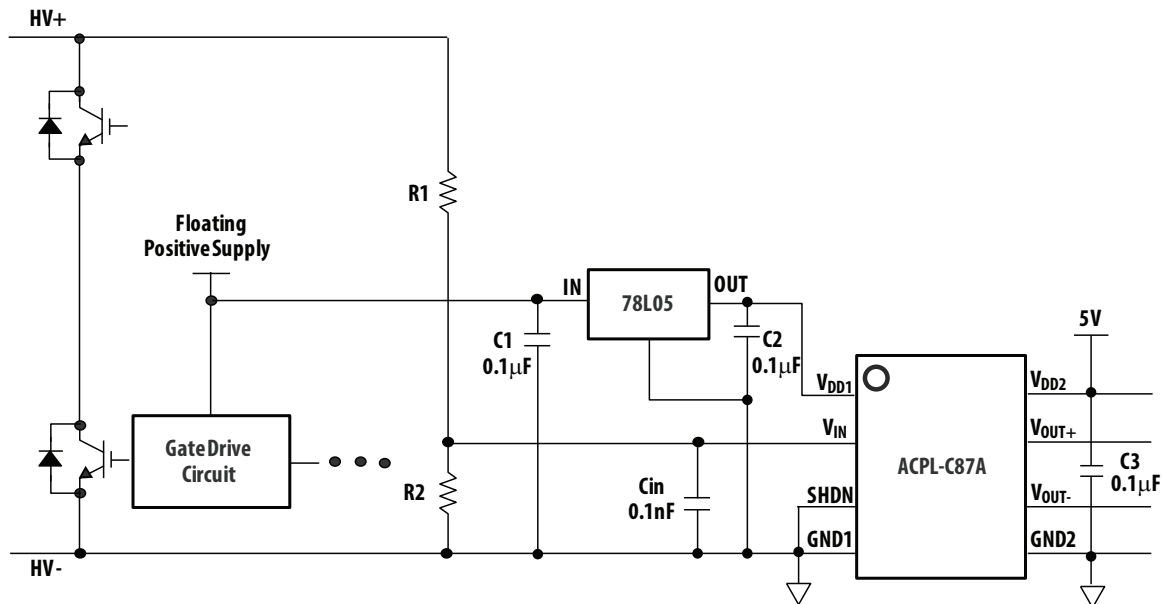 HV+
R1
Floating
Positive Supply
IN
78L05
OUT
C1
0.1μF
C2
0.1μF
5V
VDD1
VDD2
VIN
VOUT+
Gate Drive
Circuit
ACPL-C87A
C3
0.1μF
R2
Cin
0.1nF
SHDN
VOUT-
GND1
GND2
HV-